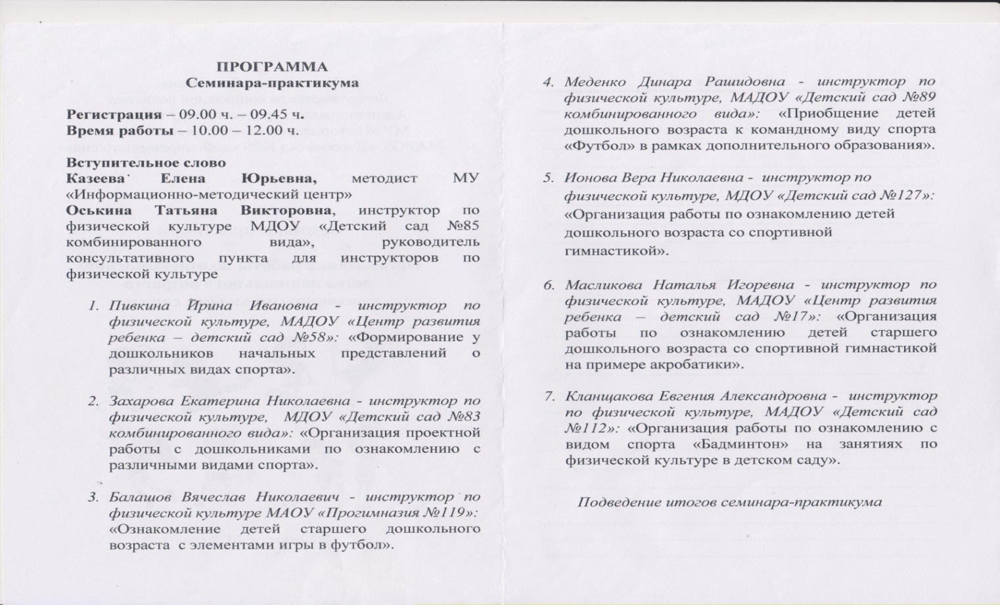 ПРОГРАММА
Семинара-практикума
Регистрация – 09.00 ч. – 09.45 ч.
Время работы – 10.00 – 12.00 ч.
Вступительное слово
Казеева Елена Юрьевна, методист МУ
«Информационно-методический центр»
Оськина Татьяна Викторовна, инструктор по
физической культуре МДОУ «Детский сад №85
комбинированного вида», руководитель
консультативного пункта для инструкторов по
физической культуре
1. Пивкина Ирина Ивановна - инструктор по
физической культуре, МАДОУ «Центр развития
ребенка – детский сад №58»: «Формирование у
дошкольников начальных представлений о
различных видах спорта».
2. Захарова Екатерина Николаевна - инструктор по
физической культуре, МДОУ «Детский сад №83
комбинированного вида»: «Организация проектной
работы с дошкольниками по ознакомлению с
различными видами спорта».
3. Балашов Вячеслав Николаевич - инструктор по
физической культуре МАОУ «Прогимназия №119»:
«Ознакомление детей старшего дошкольного
возраста с элементами игры в футбол».
4. Меденко Динара Рашидовна - инструктор по
физической культуре, МАДОУ «Детский сад №89
комбинированного вида»: «Приобщение детей
дошкольного возраста к командному виду спорта
«Футбол» в рамках дополнительного образования».
5. Ионова Вера Николаевна - инструктор по
физической культуре, МДОУ «Детский сад №127»:
«Организация работы по ознакомлению детей
дошкольного возраста со спортивной
гимнастикой».
6. Масликова Наталья Игоревна - инструктор по
физической культуре, МАДОУ «Центр развития
ребенка – детский сад №17»: «Организация
работы по ознакомлению детей старшего
дошкольного возраста со спортивной гимнастикой
на примере акробатики».
7. Кланщакова Евгения Александровна - инструктор
по физической культуре, МАДОУ «Детский сад
№112»: «Организация работы по ознакомлению с
видом спорта «Бадминтон» на занятиях по
физической культуре в детском саду».
Подведение итогов семинара-практикума